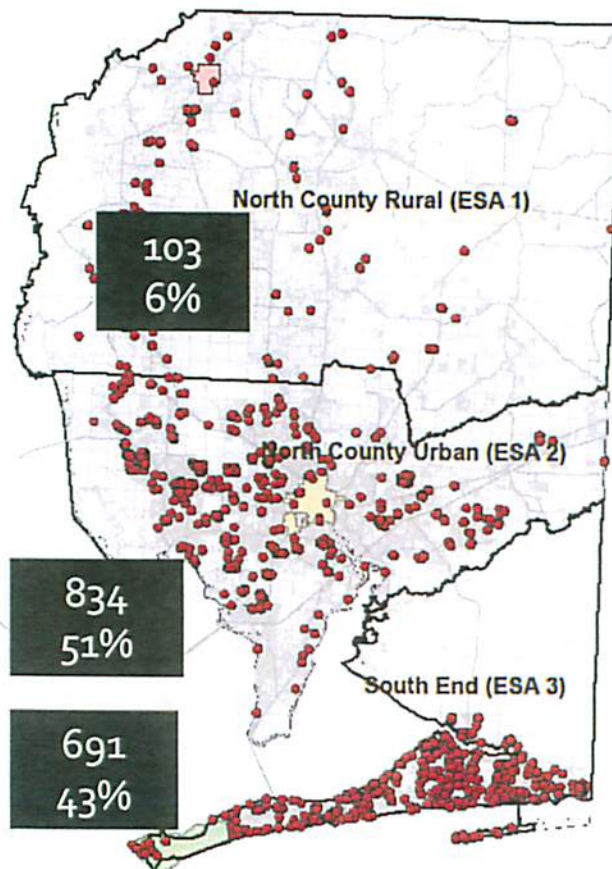 North County Rural (ESA 1)
103
6%
North County Urban (ESA 2)
834
51%
South End (ESA 3)
691
43%